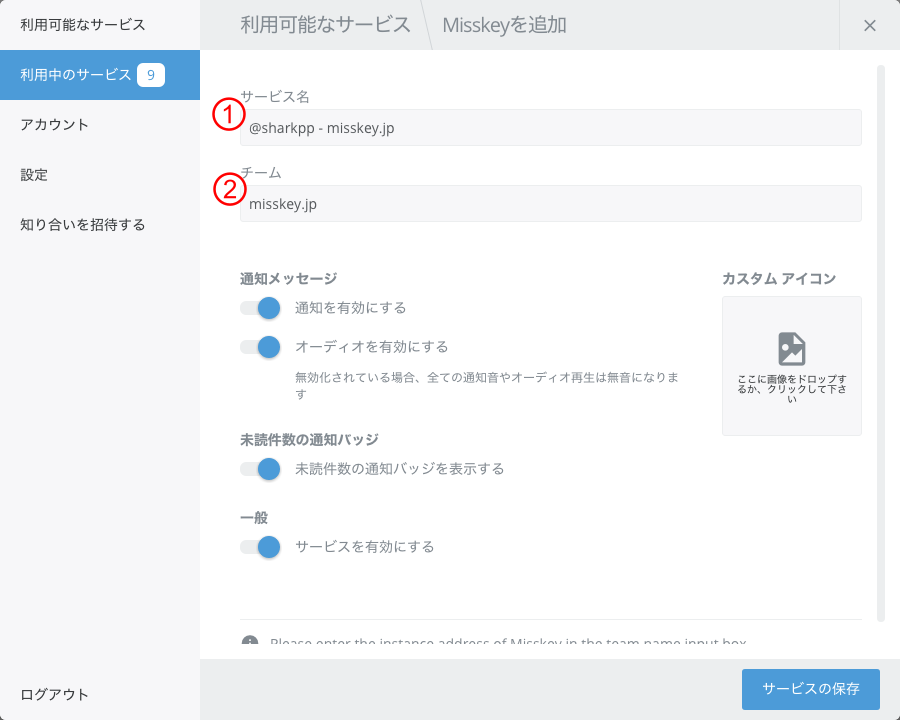 利用可能なサービス
利用中のサービス 9
アカウント
設定
知り合いを招待する
ログアウト
利用可能なサービス Misskeyを追加 ×
① サービス名
@sharkpp - misskey.jp
② チーム
misskey.jp
通知メッセージ
通知を有効にする
オーディオを有効にする
無効化されている場合、全ての通知音やオーディオ再生は無音になりま
す
カスタム アイコン
ここに画像をドロップす
るか、クリックして下さ
い
未読件数の通知バッジ
未読件数の通知バッジを表示する
一般
サービスを有効にする
Please enter the instance address of Misskey in the team name input box
サービスの保存